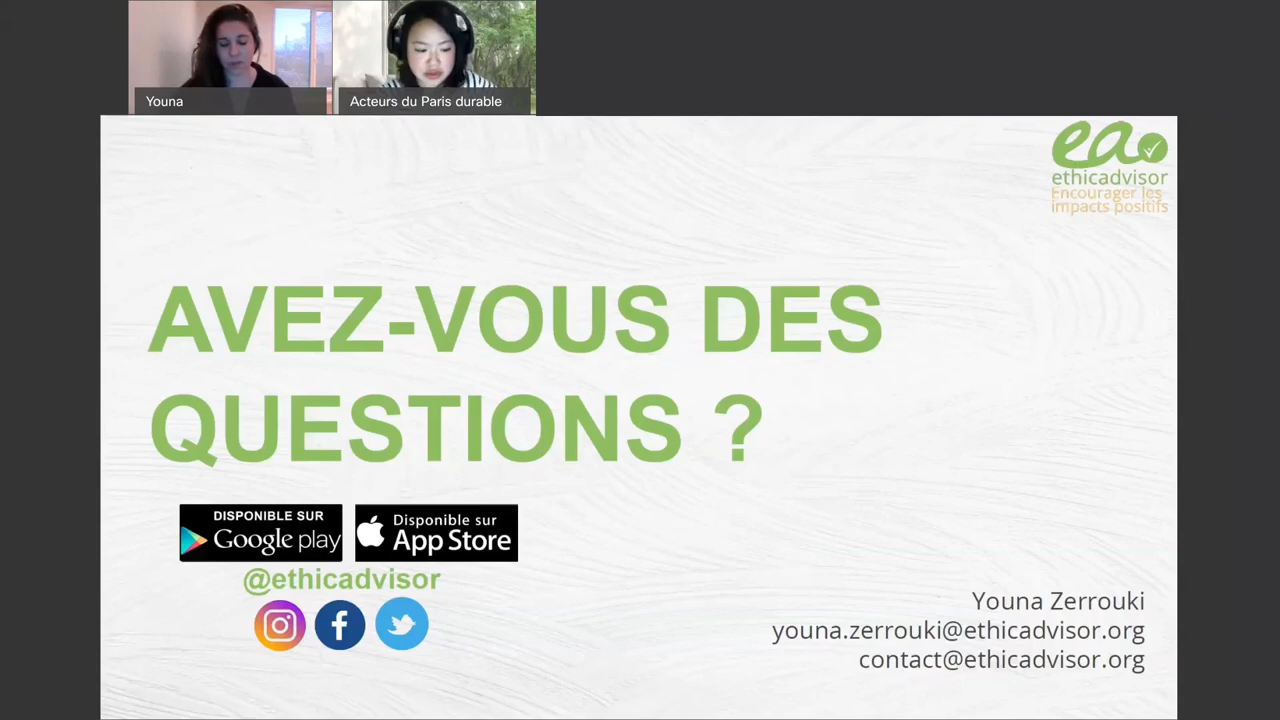 Youna
Acteurs du Paris durable
ea
ethicadvisor
Encourager les
impacts positifs
AVEZ-VOUS DES
QUESTIONS ?
DISPONIBLE SUR
Google play
Disponible sur
App Store
@ethicadvisor
Youna Zerrouki
youna.zerrouki@ethicadvisor.org
contact@ethicadvisor.org